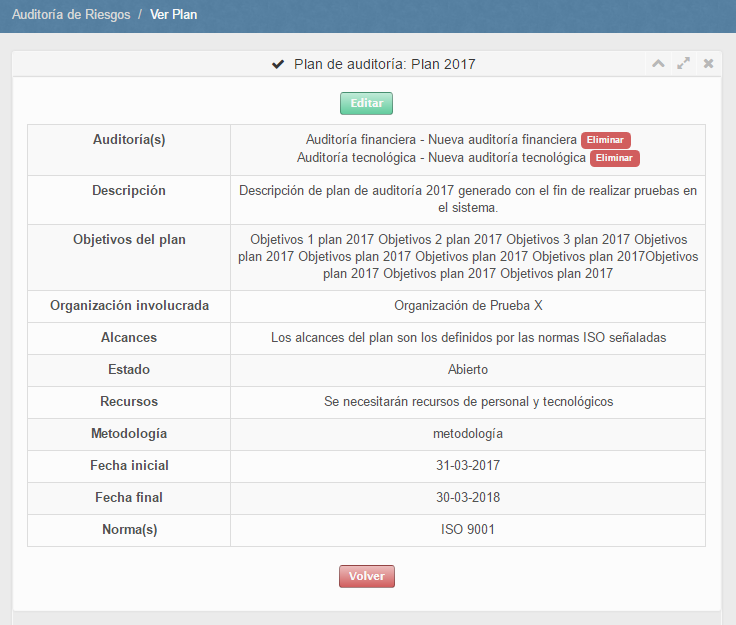 Auditoría de Riesgos / Ver Plan
Plan de auditoría: Plan 2017
Editar
Auditoría(s)
Auditoría financiera - Nueva auditoría financiera Eliminar
Auditoría tecnológica - Nueva auditoría tecnológica Eliminar
Descripción
Descripción de plan de auditoría 2017 generado con el fin de realizar pruebas en
el sistema.
Objetivos del plan
Objetivos 1 plan 2017 Objetivos 2 plan 2017 Objetivos 3 plan 2017 Objetivos
plan 2017 Objetivos plan 2017 Objetivos plan 2017 Objetivos plan 2017Objetivos
plan 2017 Objetivos plan 2017 Objetivos plan 2017
Organización involucrada
Organización de Prueba X
Alcances
Los alcances del plan son los definidos por las normas ISO señaladas
Estado
Abierto
Recursos
Se necesitarán recursos de personal y tecnológicos
Metodología
metodología
Fecha inicial
31-03-2017
Fecha final
30-03-2018
Norma(s)
ISO 9001
Volver